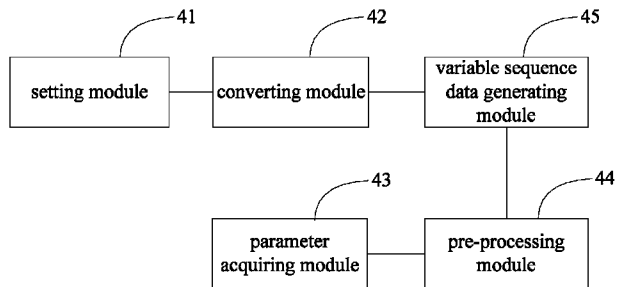 41
42
45
setting module
converting module
variable sequence
data generating
module
43
44
parameter
acquiring module
pre-processing
module